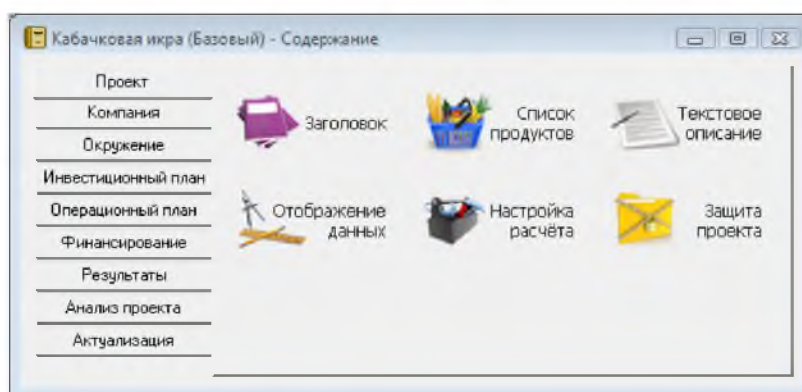 Кабачковая икра (Базовый) - Содержание
Проект
Компания
Окружение
Инвестиционный план
Операционный план
Финансирование
Результаты
Анализ проекта
Актуализация
Заголовок
Список
продуктов
Текстовое
описание
Отображение
данных
Настройка
расчёта
Защита
проекта